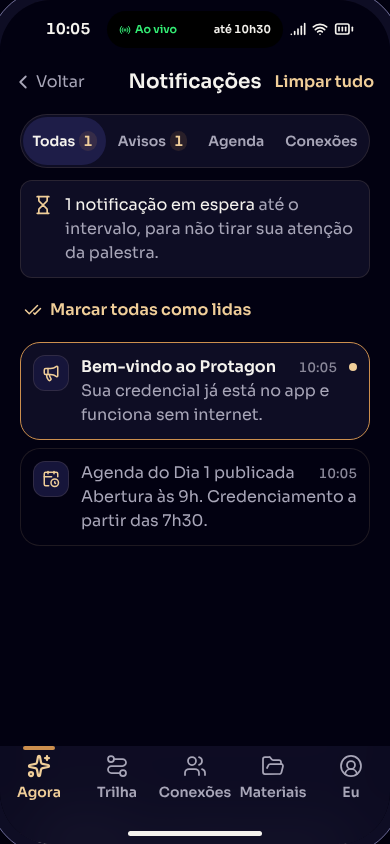 10:05
Ao vivo
até 10h30
Voltar
Notificações
Limpar tudo
Todas 1
Avisos 1
Agenda
Conexões
1 notificação em espera até o
intervalo, para não tirar sua atenção
da palestra.
Marcar todas como lidas
Bem-vindo ao Protagon 10:05
Sua credencial já está no app e
funciona sem internet.
Agenda do Dia 1 publicada 10:05
Abertura às 9h. Credenciamento a
partir das 7h30.
Agora
Trilha
Conexões
Materiais
Eu